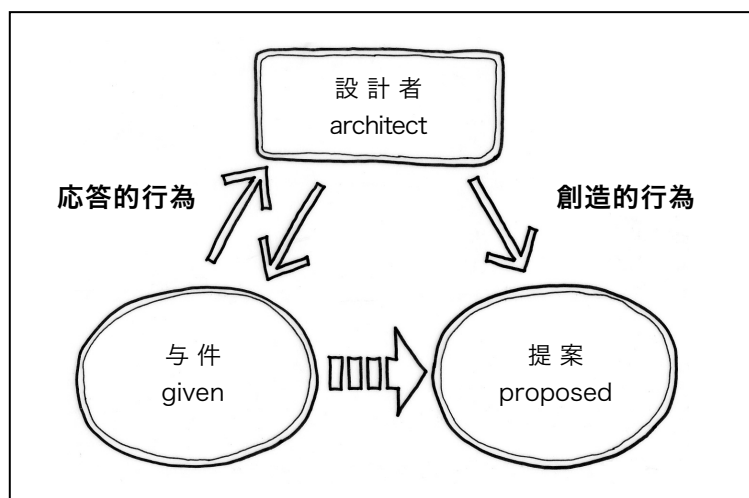 設計者
architect
応答的行為
創造的行為
与件
given
提案
proposed